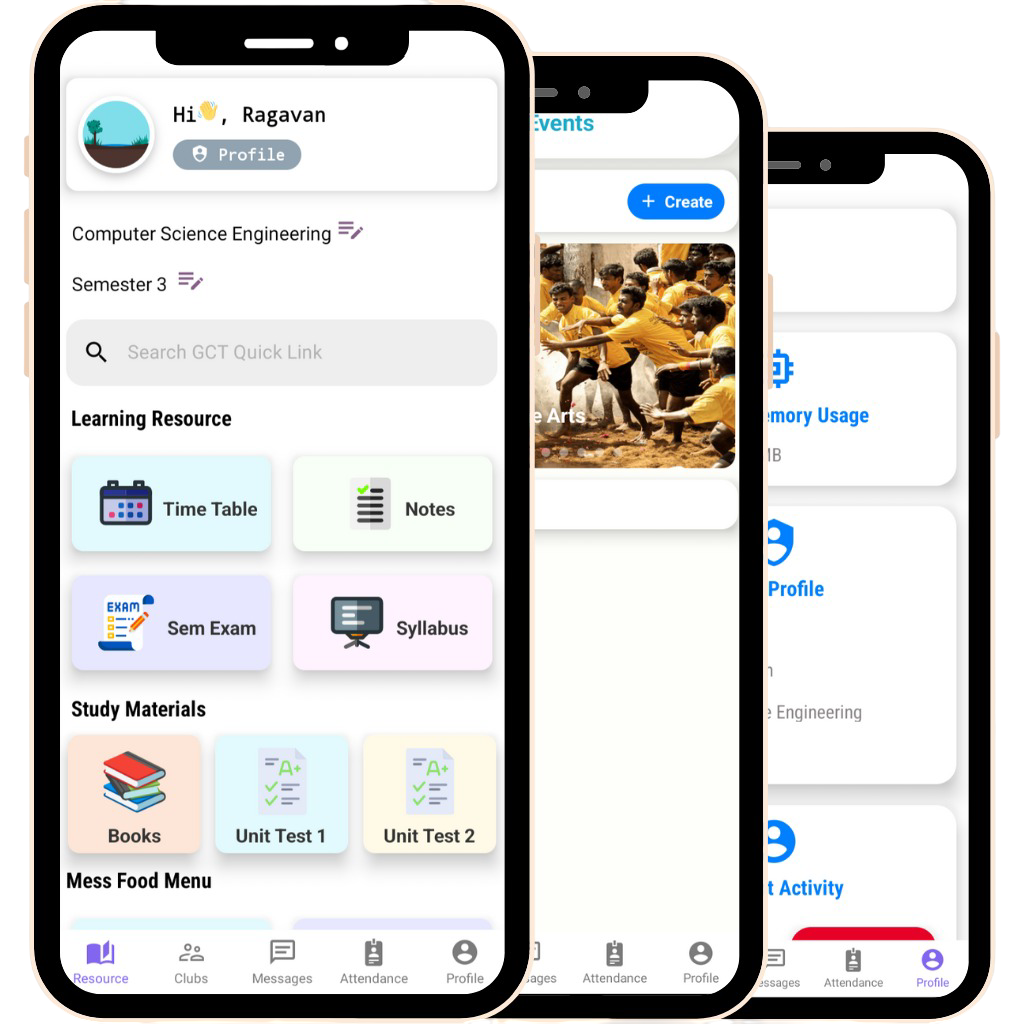 Hi👋, Ragavan
Profile
Computer Science Engineering
Semester 3
Search GCT Quick Link
Learning Resource
Time Table
Notes
EXAM
Sem Exam
Syllabus
Study Materials
A+
A+
Books
Unit Test 1
Unit Test 2
Mess Food Menu
Resource
Clubs
Messages
Attendance
Profile
Events
+ Create
e Arts
ages
Attendance
Profile
emory Usage
MB
Profile
e Engineering
t Activity
essages
Attendance
Profile